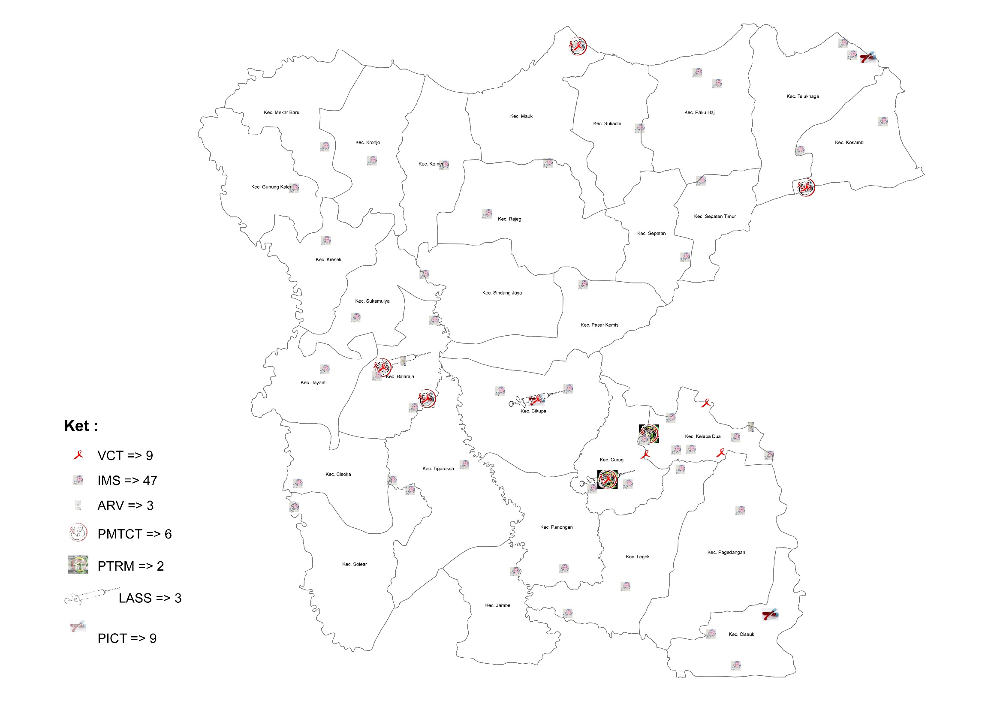 Kec. Teluknaga
Kec. Mekar Baru
Kec. Paku Haji
Kec. Mauk
Kec. Sukadiri
Kec. Kronjo
Kec. Kosambi
Kec. Kemeri
Kec. Gunung Kaler
Kec. Rajeg
Kec. Sepatan Timur
Kec. Sepatan
Kec. Kresek
Kec. Sindang Jaya
Kec. Sukamulya
Kec. Pasar Kemis
Kec. Balaraja
Kec. Jayanti
Kec. Cikupa
Kec. Kelapa Dua
Kec. Curug
Kec. Tigaraksa
Kec. Cisoka
Kec. Panongan
Kec. Pagedangan
Kec. Legok
Kec. Solear
Kec. Jambe
Kec. Cisauk
Ket :
VCT => 9
IMS => 47
ARV => 3
PMTCT => 6
PTRM => 2
LASS => 3
PICT => 9